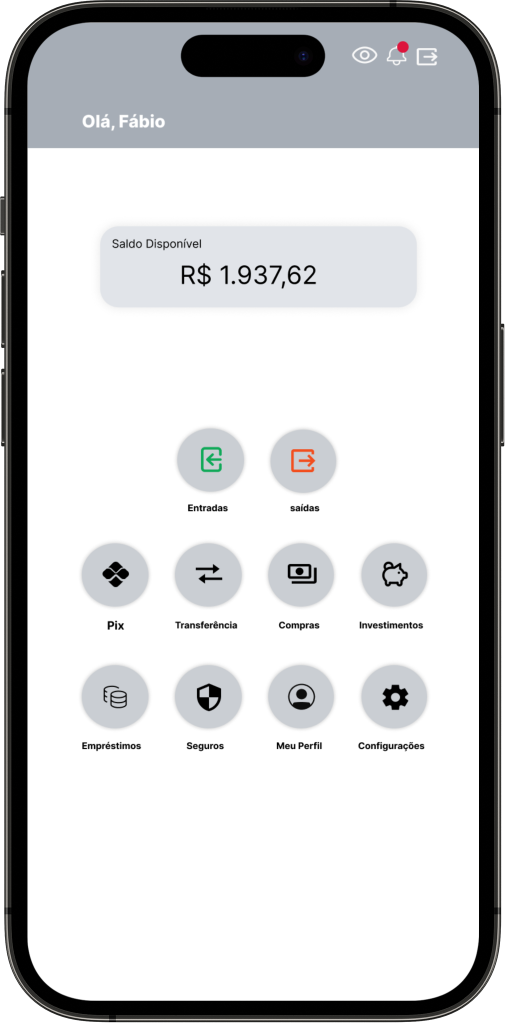 Olá, Fábio
Saldo Disponível
R$ 1.937,62
Entradas
saídas
Pix
Transferência
Compras
Investimentos
Empréstimos
Seguros
Meu Perfil
Configurações